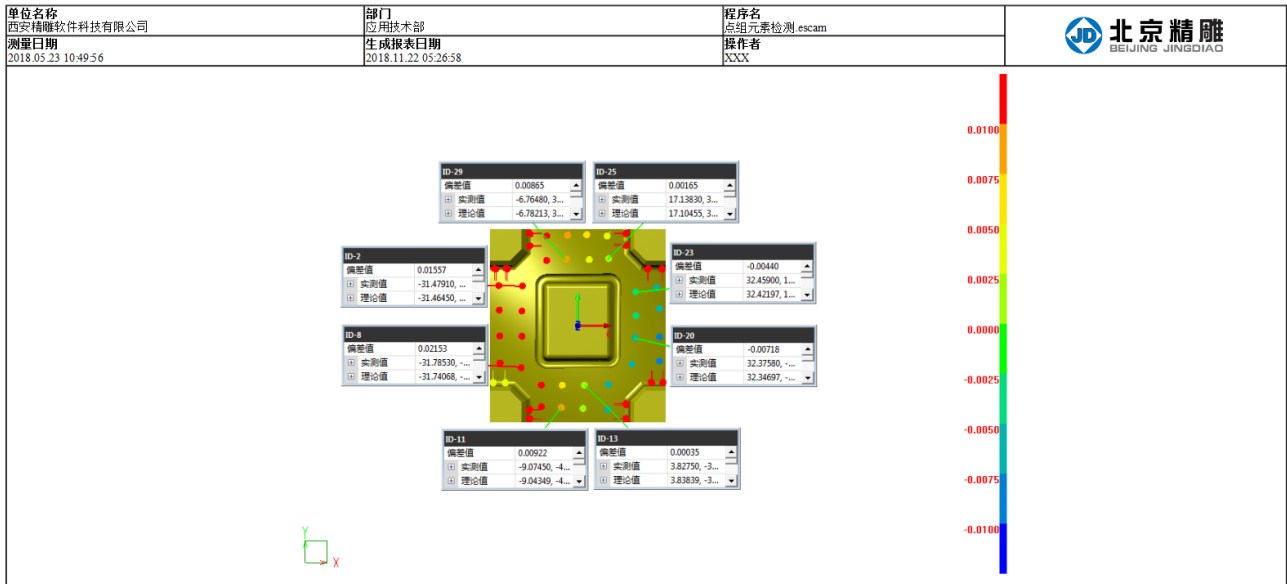 单位名称
西安精雕软件科技有限公司
部门
应用技术部
程序名
点组元素检测.escam
测量日期
2018.05.23 10:49:56
生成报表日期
2018.11.22 05:26:58
操作者
XXX
JD 北京精雕
BEIJING JINGDIAO
0.0100
0.0075
0.0050
0.0025
0.0000
-0.0025
-0.0050
-0.0075
-0.0100
ID-29
偏差值 0.00865
实测值 -6.76480, 3...
理论值 -6.78213, 3...
ID-25
偏差值 0.00165
实测值 17.13830, 3...
理论值 17.10455, 3...
ID-2
偏差值 0.01557
实测值 -31.47910, ...
理论值 -31.46450, ...
ID-23
偏差值 -0.00440
实测值 32.45900, 1...
理论值 32.42197, 1...
ID-8
偏差值 0.02153
实测值 -31.78530, -...
理论值 -31.74068, -...
ID-20
偏差值 -0.00718
实测值 32.37580, -...
理论值 32.34697, -...
ID-11
偏差值 0.00922
实测值 -9.07450, -4...
理论值 -9.04349, -4...
ID-13
偏差值 0.00035
实测值 3.82750, -3...
理论值 3.83839, -3...
Y
X